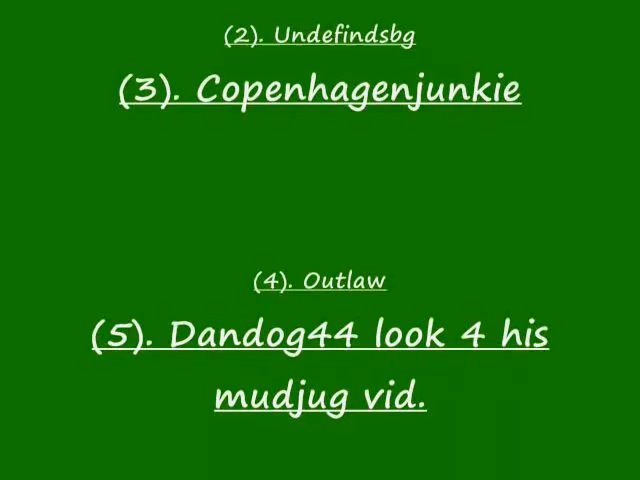 (2). Undefindsbg
(3). Copenhagenjunkie
(4). Outlaw
(5). Dandog44 look 4 his
mudjug vid.